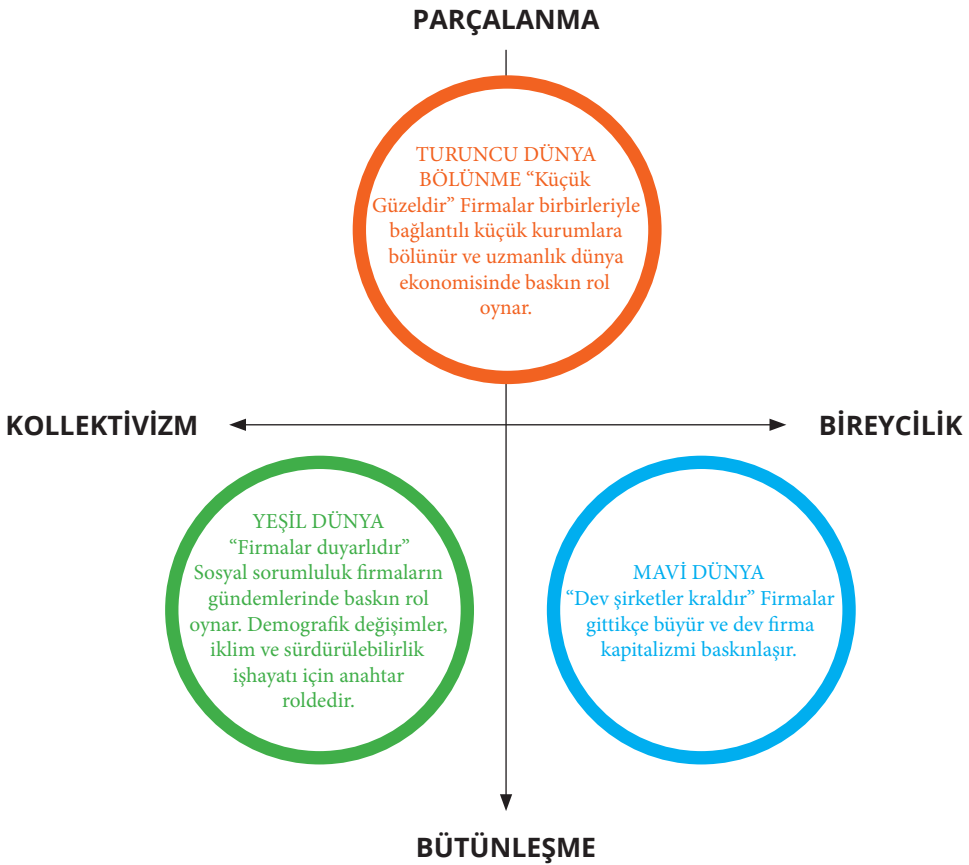 PARÇALANMA
TURUNCU DÜNYA
BÖLÜNME “Küçük
Güzeldir” Firmalar birbirleriyle
bağlantılı küçük kurumlara
bölünür ve uzmanlık dünya
ekonomisinde baskın rol
oynar.
KOLLEKTİVİZM
BİREYCİLİK
YEŞİL DÜNYA
“Firmalar duyarlıdır”
Sosyal sorumluluk firmaların
gündemlerinde baskın rol
oynar. Demografik değişimler,
iklim ve sürdürülebilirlik
işhayatı için anahtar
roldedir.
MAVİ DÜNYA
“Dev şirketler kraldır” Firmalar
gittikçe büyür ve dev firma
kapitalizmi baskınlaşır.
BÜTÜNLEŞME